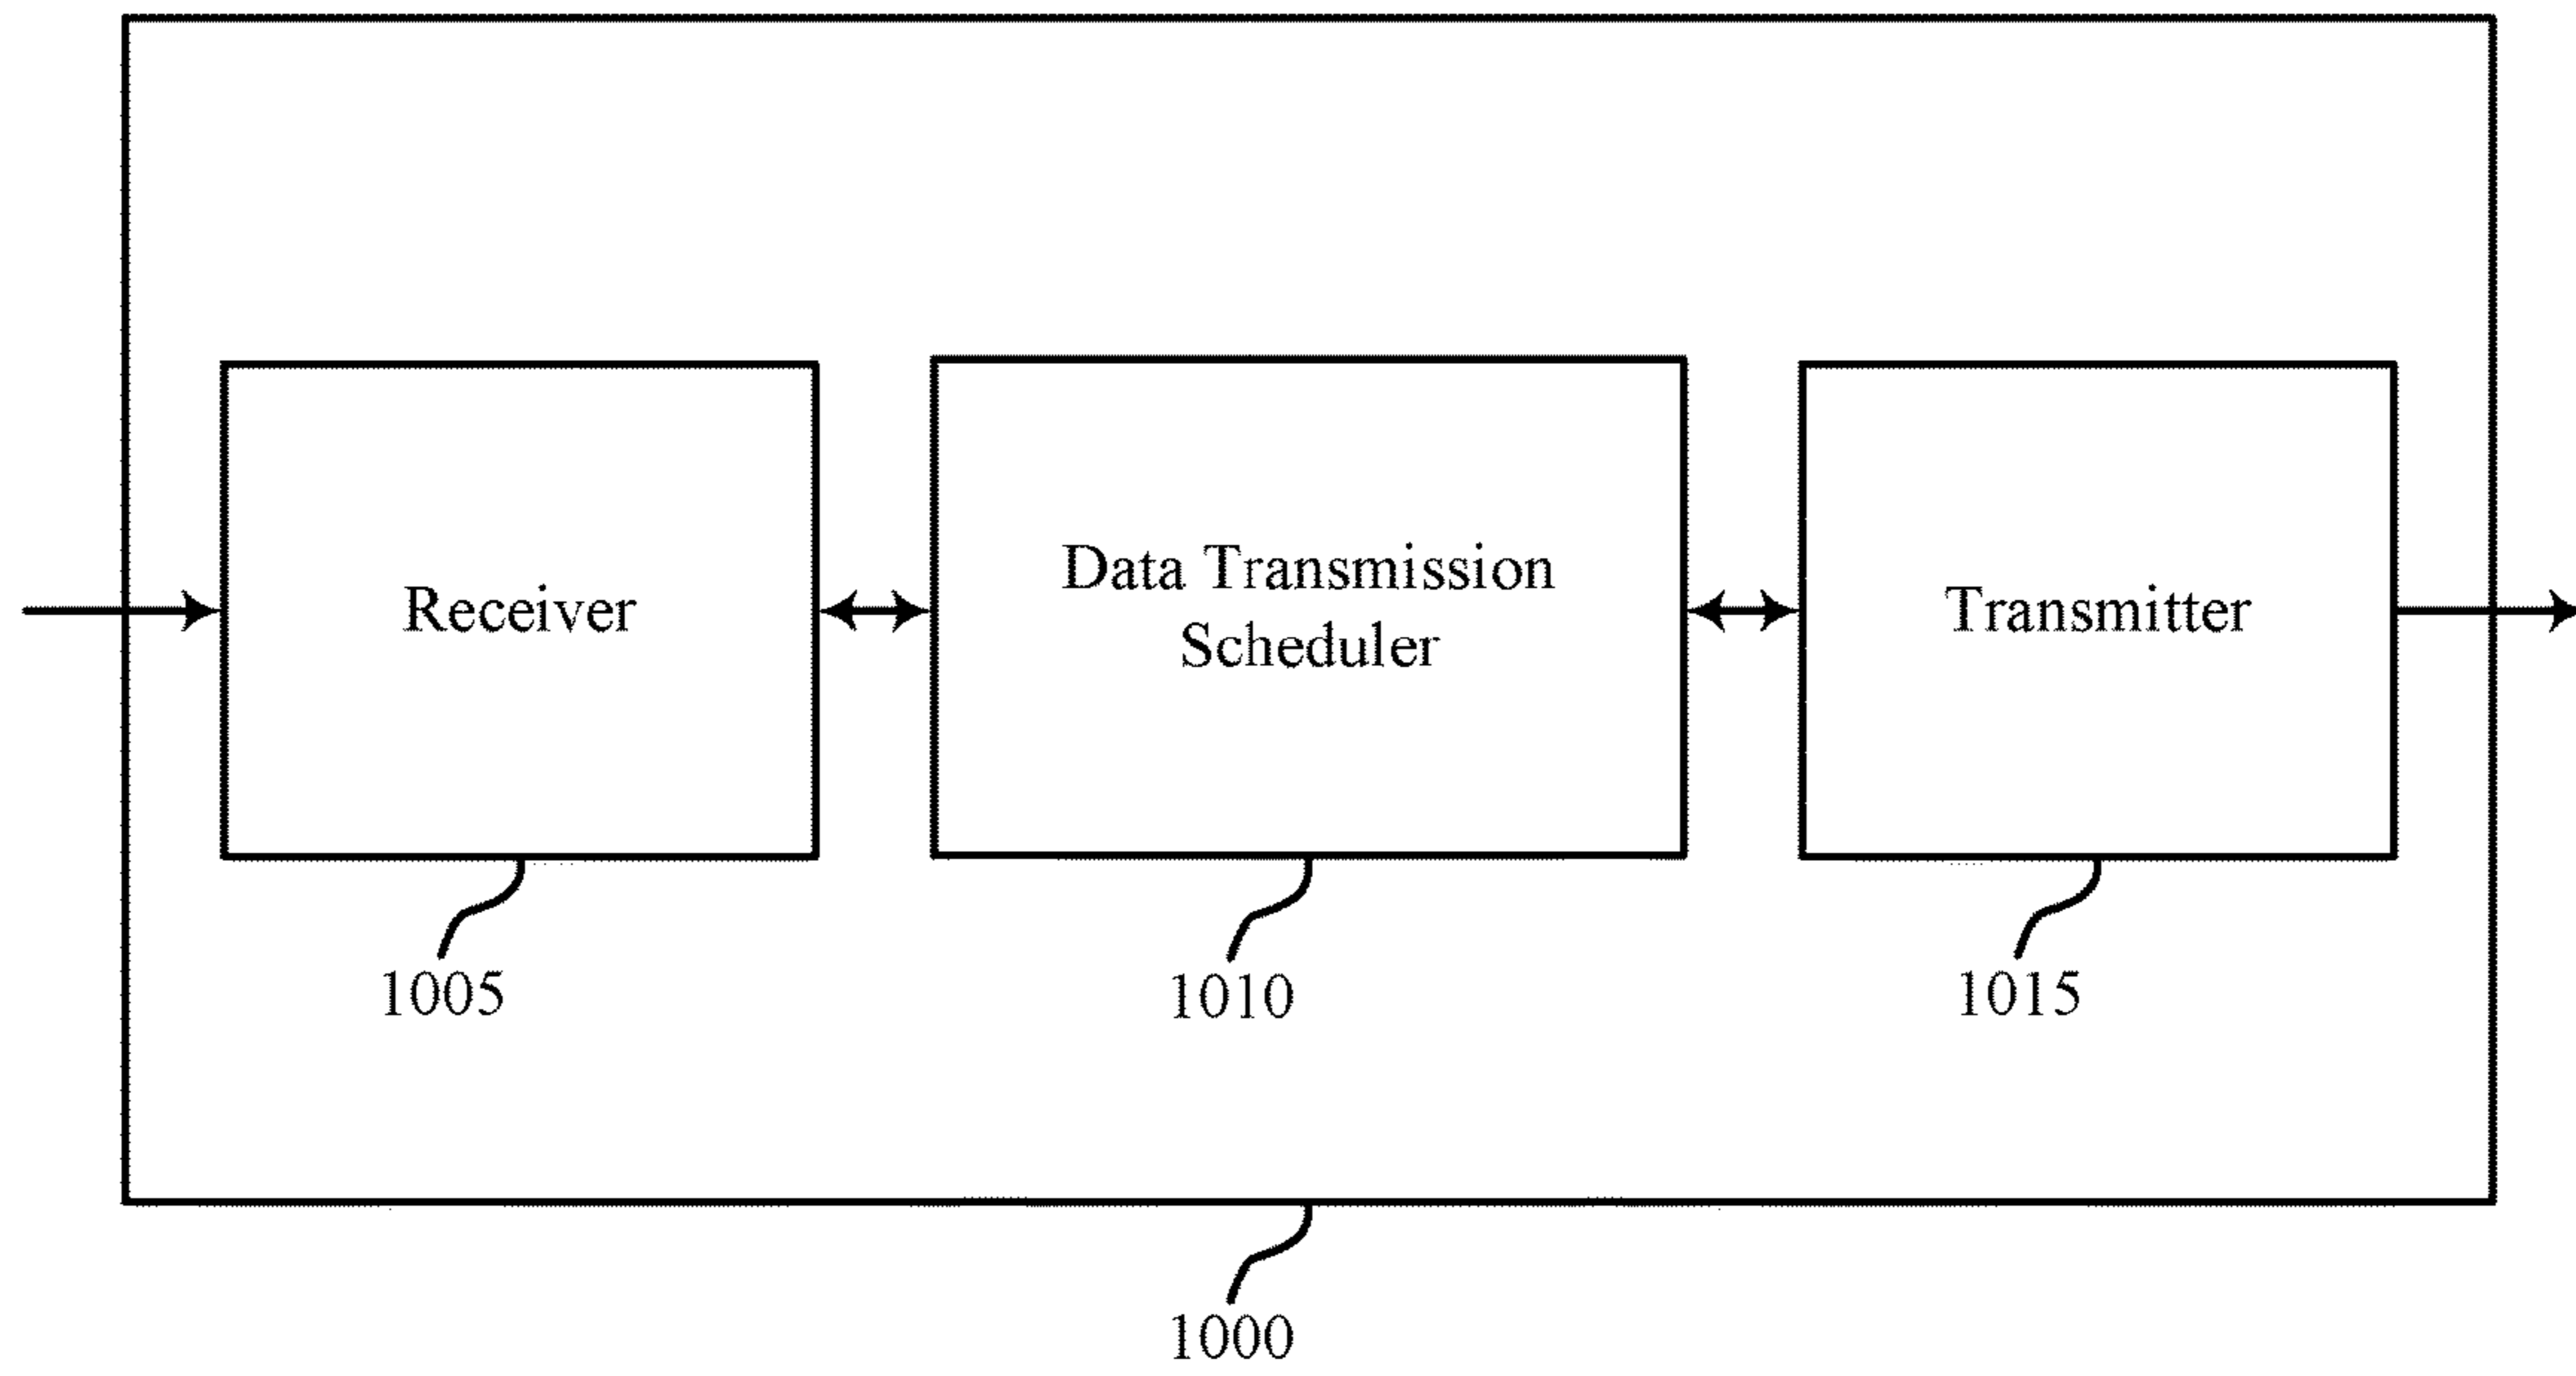 Receiver
Data Transmission
Scheduler
Transmitter
1005
1010
1015
1000